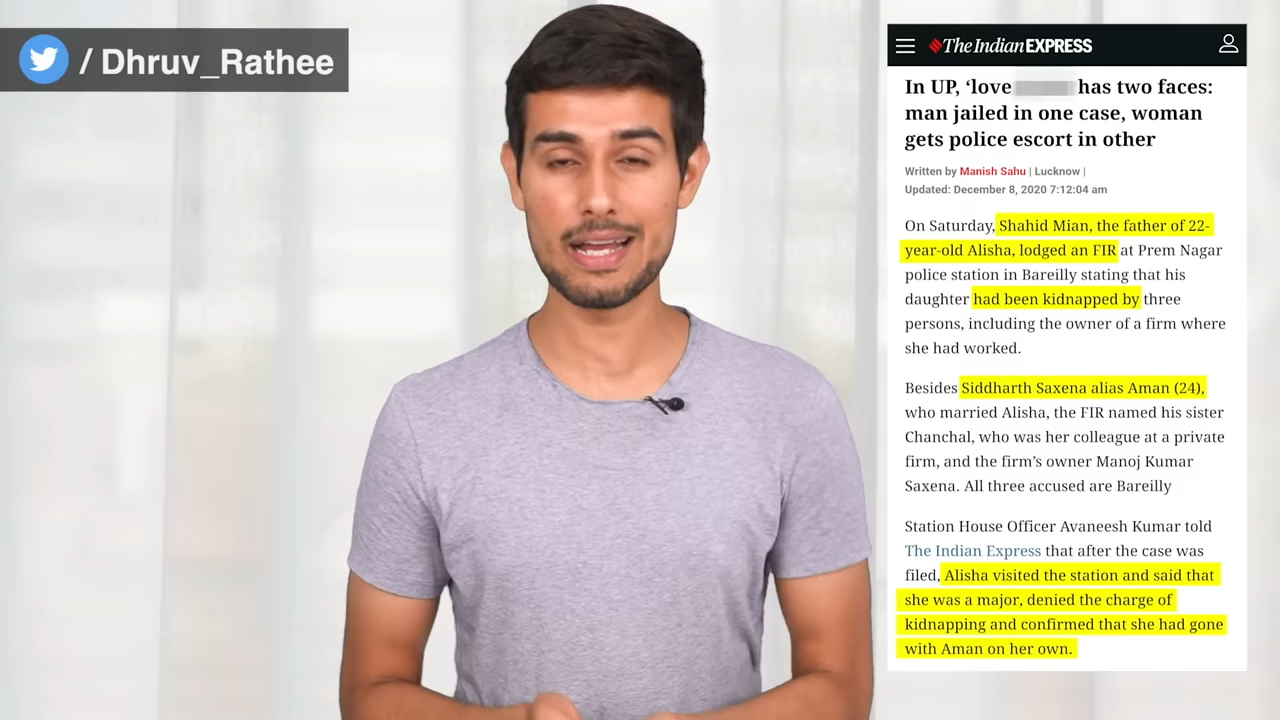 / Dhruv_Rathee
The Indian EXPRESS
In UP, ‘love has two faces:
man jailed in one case, woman
gets police escort in other
Written by Manish Sahu | Lucknow |
Updated: December 8, 2020 7:12:04 am
On Saturday, Shahid Mian, the father of 22-
year-old Alisha, lodged an FIR at Prem Nagar
police station in Bareilly stating that his
daughter had been kidnapped by three
persons, including the owner of a firm where
she had worked.
Besides Siddharth Saxena alias Aman (24),
who married Alisha, the FIR named his sister
Chanchal, who was her colleague at a private
firm, and the firm’s owner Manoj Kumar
Saxena. All three accused are Bareilly
Station House Officer Avaneesh Kumar told
The Indian Express that after the case was
filed, Alisha visited the station and said that
she was a major, denied the charge of
kidnapping and confirmed that she had gone
with Aman on her own.